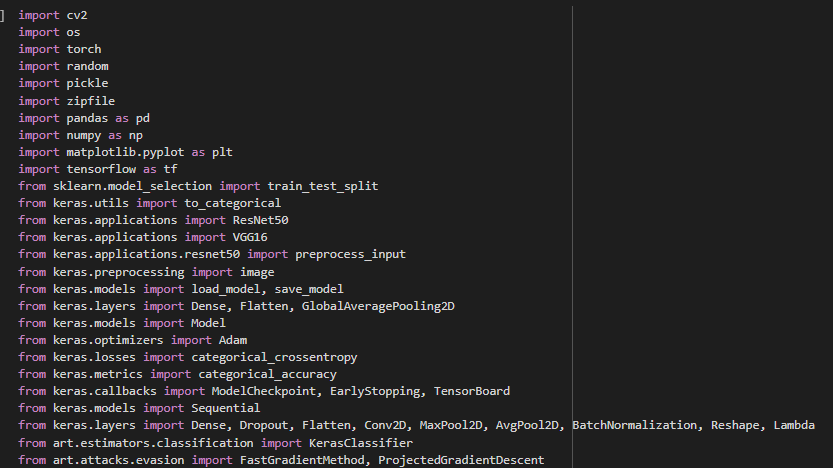 ]
import cv2
import os
import torch
import random
import pickle
import zipfile
import pandas as pd
import numpy as np
import matplotlib.pyplot as plt
import tensorflow as tf
from sklearn.model_selection import train_test_split
from keras.utils import to_categorical
from keras.applications import ResNet50
from keras.applications import VGG16
from keras.applications.resnet50 import preprocess_input
from keras.preprocessing import image
from keras.models import load_model, save_model
from keras.layers import Dense, Flatten, GlobalAveragePooling2D
from keras.models import Model
from keras.optimizers import Adam
from keras.losses import categorical_crossentropy
from keras.metrics import categorical_accuracy
from keras.callbacks import ModelCheckpoint, EarlyStopping, TensorBoard
from keras.models import Sequential
from keras.layers import Dense, Dropout, Flatten, Conv2D, MaxPool2D, AvgPool2D, BatchNormalization, Reshape, Lambda
from art.estimators.classification import KerasClassifier
from art.attacks.evasion import FastGradientMethod, ProjectedGradientDescent